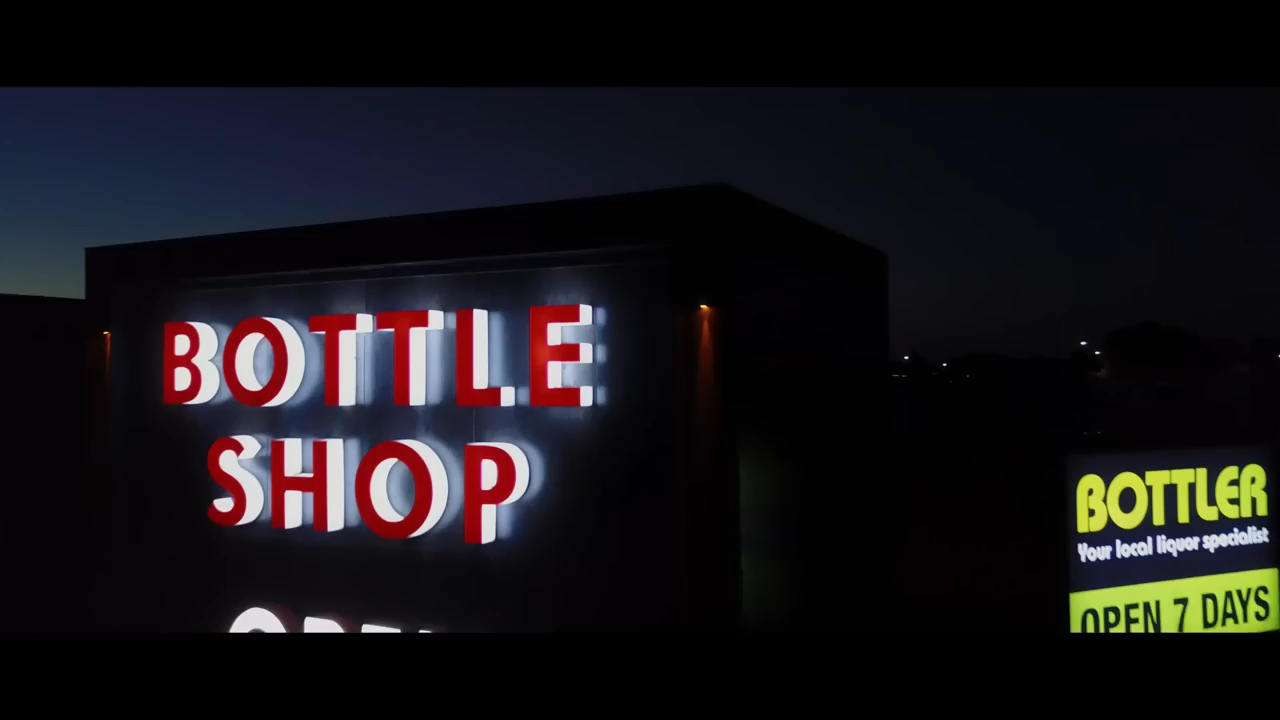 BOTTLE
SHOP
BOTTLER
Your local liquor specialist
OPEN 7 DAYS